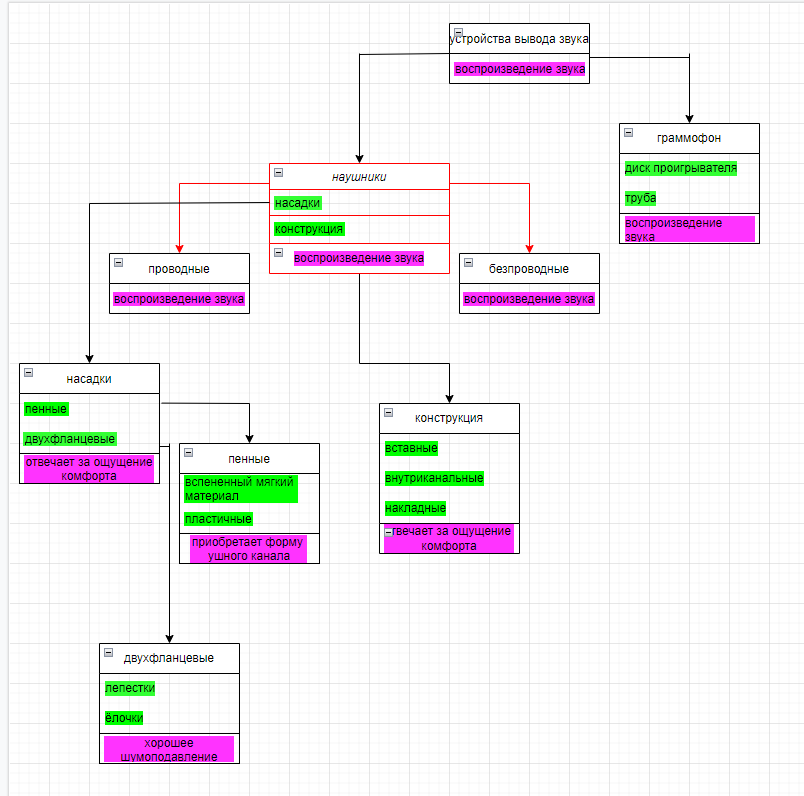 устройства вывода звука
воспроизведение звука
граммофон
диск проигрывателя
труба
воспроизведение
звука
наушники
насадки
конструкция
воспроизведение звука
проводные
воспроизведение звука
безпроводные
воспроизведение звука
насадки
пенные
двухфланцевые
отвечает за ощущение
комфорта
пенные
вспененный мягкий
материал
пластичные
приобретает форму
ушного канала
конструкция
вставные
внутриканальные
накладные
твечает за ощущение
комфорта
двухфланцевые
лепестки
ёлочки
хорошее
шумоподавление